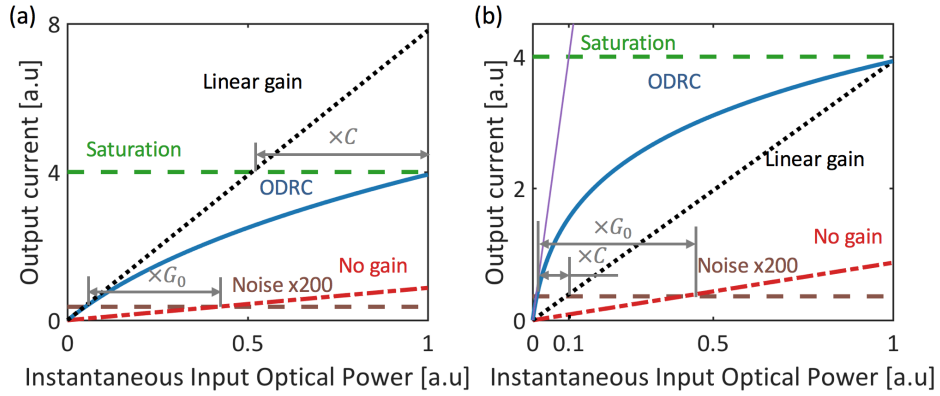 (a)
8
Linear gain
×C
Saturation
4
ODRC
No gain
×G₀
Noise x200
0
0
0.5
1
Output current [a.u]
Instantaneous Input Optical Power [a.u]
(b)
4
Saturation
ODRC
Linear gain
2
×G₀
No gain
×C
Noise x200
0
0
0.1
0.5
1
Output current [a.u]
Instantaneous Input Optical Power [a.u]